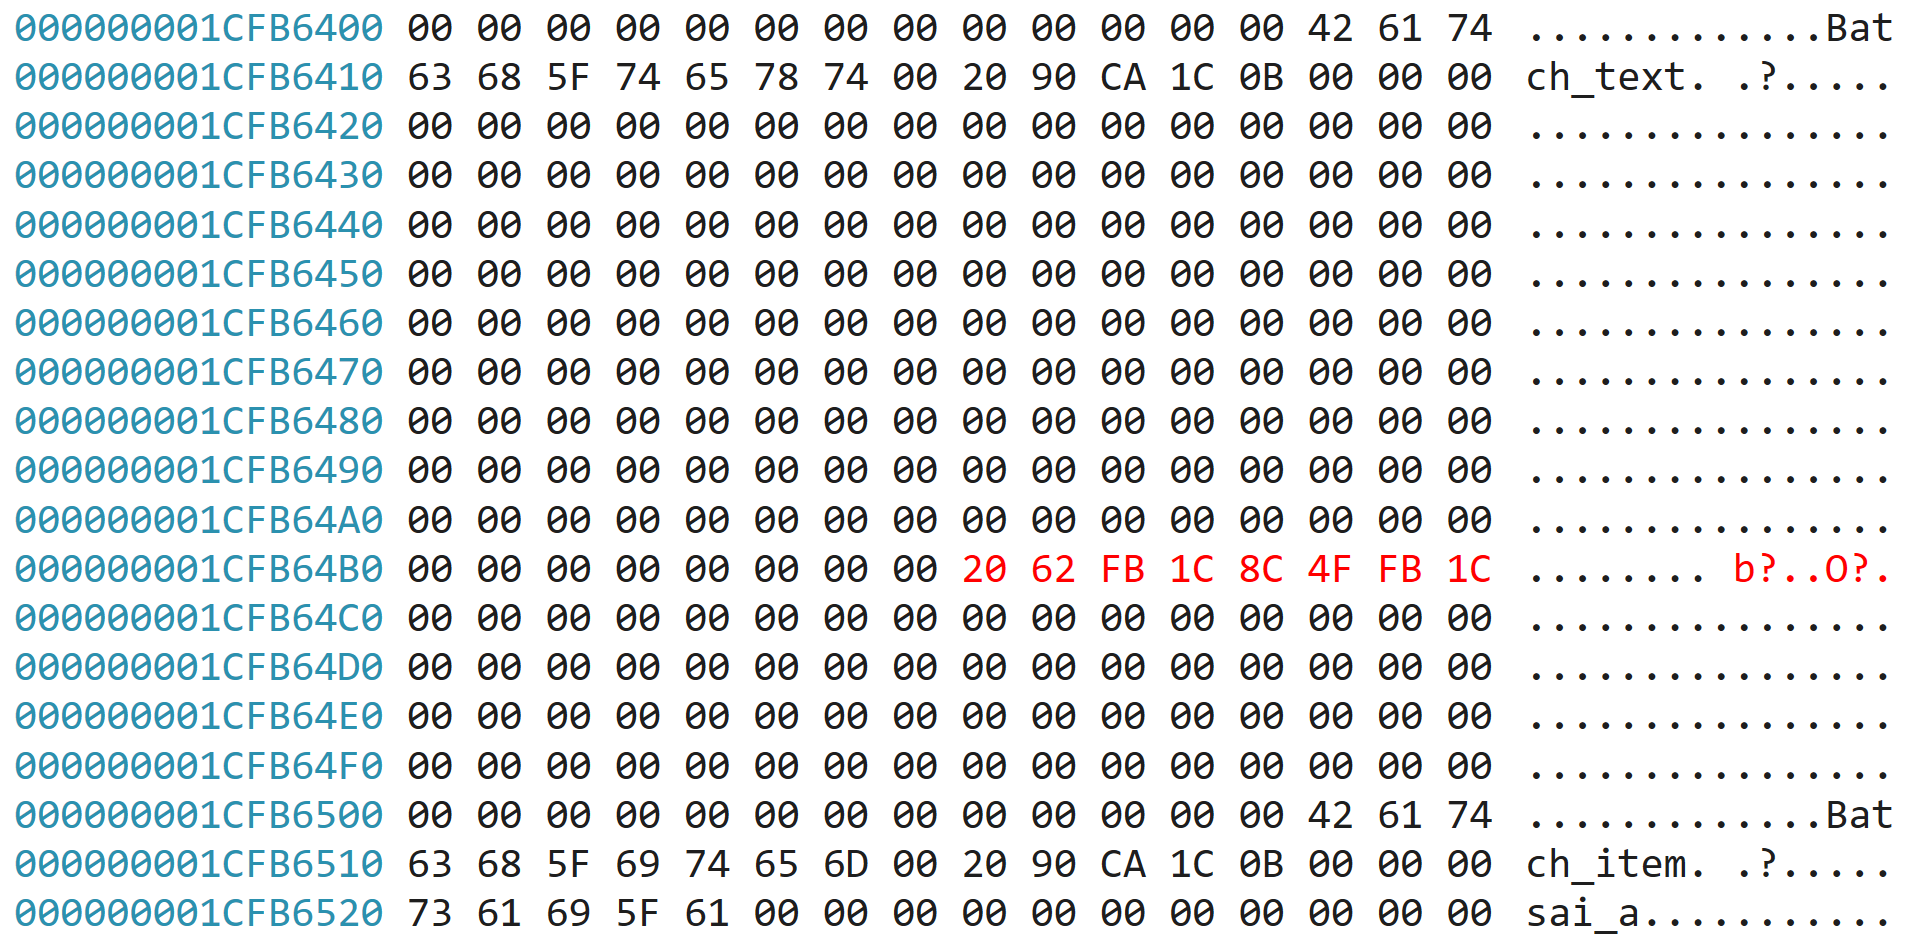 000000001CFB6400 00 00 00 00 00 00 00 00 00 00 00 00 00 42 61 74 .............Bat
000000001CFB6410 63 68 5F 74 65 78 74 00 20 90 CA 1C 0B 00 00 00 ch_text. .?.....
000000001CFB6420 00 00 00 00 00 00 00 00 00 00 00 00 00 00 00 00 ................
000000001CFB6430 00 00 00 00 00 00 00 00 00 00 00 00 00 00 00 00 ................
000000001CFB6440 00 00 00 00 00 00 00 00 00 00 00 00 00 00 00 00 ................
000000001CFB6450 00 00 00 00 00 00 00 00 00 00 00 00 00 00 00 00 ................
000000001CFB6460 00 00 00 00 00 00 00 00 00 00 00 00 00 00 00 00 ................
000000001CFB6470 00 00 00 00 00 00 00 00 00 00 00 00 00 00 00 00 ................
000000001CFB6480 00 00 00 00 00 00 00 00 00 00 00 00 00 00 00 00 ................
000000001CFB6490 00 00 00 00 00 00 00 00 00 00 00 00 00 00 00 00 ................
000000001CFB64A0 00 00 00 00 00 00 00 00 00 00 00 00 00 00 00 00 ................
000000001CFB64B0 00 00 00 00 00 00 00 00 20 62 FB 1C 8C 4F FB 1C ........ b?..O?.
000000001CFB64C0 00 00 00 00 00 00 00 00 00 00 00 00 00 00 00 00 ................
000000001CFB64D0 00 00 00 00 00 00 00 00 00 00 00 00 00 00 00 00 ................
000000001CFB64E0 00 00 00 00 00 00 00 00 00 00 00 00 00 00 00 00 ................
000000001CFB64F0 00 00 00 00 00 00 00 00 00 00 00 00 00 00 00 00 ................
000000001CFB6500 00 00 00 00 00 00 00 00 00 00 00 00 00 42 61 74 .............Bat
000000001CFB6510 63 68 5F 69 74 65 6D 00 20 90 CA 1C 0B 00 00 00 ch_item. .?.....
000000001CFB6520 73 61 69 5F 61 00 00 00 00 00 00 00 00 00 00 00 sai_a...........